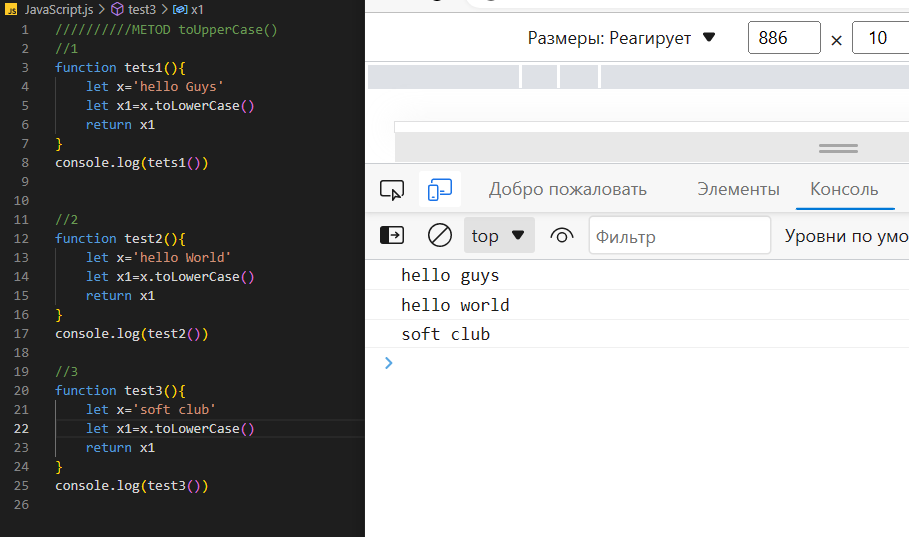 JS JavaScript.js > test3 > x1
1 //////////METOD toUpperCase()
2 //1
3 function tets1(){
4 let x='hello Guys'
5 let x1=x.toLowerCase()
6 return x1
7 }
8 console.log(tets1())
9
10
11 //2
12 function test2(){
13 let x='hello World'
14 let x1=x.toLowerCase()
15 return x1
16 }
17 console.log(test2())
18
19 //3
20 function test3(){
21 let x='soft club'
22 let x1=x.toLowerCase()
23 return x1
24 }
25 console.log(test3())
26
Размеры: Реагирует 886 × 10
Добро пожаловать Элементы Консоль
top Фильтр Уровни по умо
hello guys
hello world
soft club